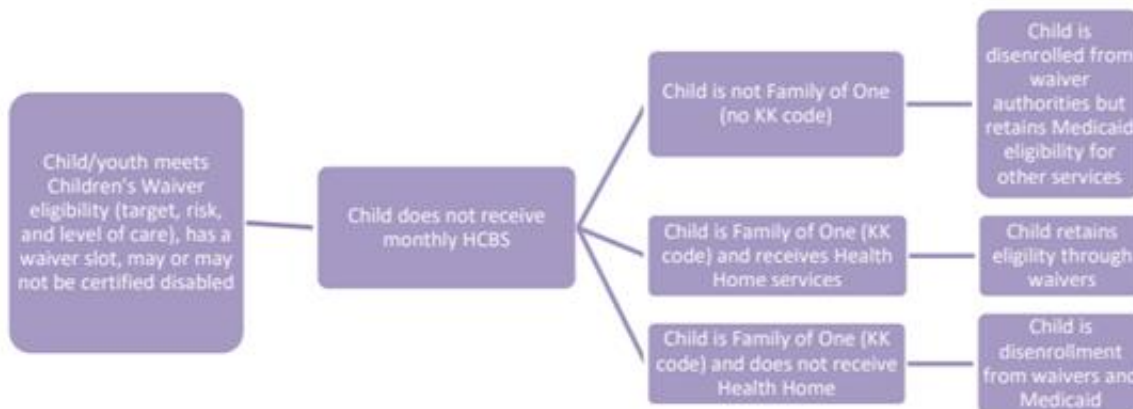 Child/youth meets
Children's Waiver
eligibility (target, risk,
and level of care), has a
waiver slot, may or may
not be certified disabled
Child does not receive
monthly HCBS
Child is not Family of One
(no KK code)
Child is
disenrolled from
waiver
authorities but
retains Medicaid
eligibility for
other services
Child is Family of One (KK
code) and receives Health
Home services
Child retains
eligility through
waivers
Child is Family of One (KK
code) and does not receive
Health Home
Child is
disenrollment
from waivers and
Medicaid